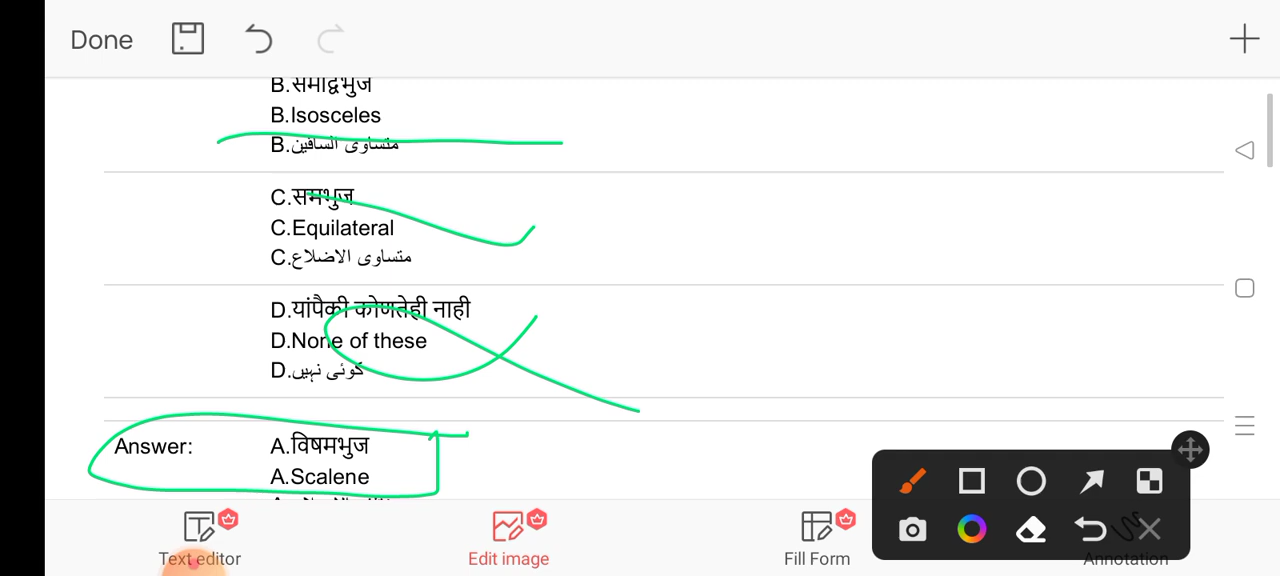 Done
B.समद्विभुज
B.Isosceles
B.متساوی الساقین
C.समभुज
C.Equilateral
C.متساوی الاضلاع
D.यांपैकी कोणतेही नाही
D.None of these
D.کوئی نہیں
Answer: A.विषमभुज
A.Scalene
Text editor Edit image Fill Form Annotation